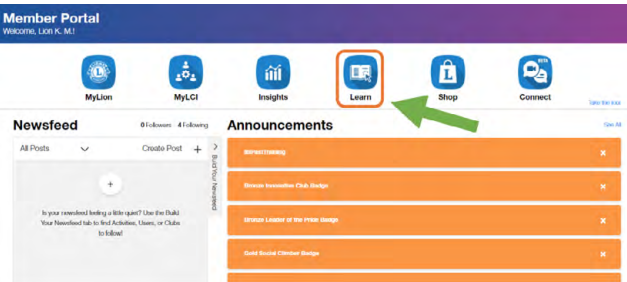 Member Portal
Welcome, Lion K. M.!
MyLion
MyLCI
Insights
Learn
Shop
BETA
Connect
Take the tour
Newsfeed
0 Followers 4 Following
Announcements
See All
All Posts
Create Post +
Build Your Newsfeed
Is your newsfeed feeling a little quiet? Use the Build
Your Newsfeed tab to find Activities, Users, or Clubs
to follow!
Bronze Innovative Club Badge
Bronze Leader of the Pride Badge
Gold Social Climber Badge